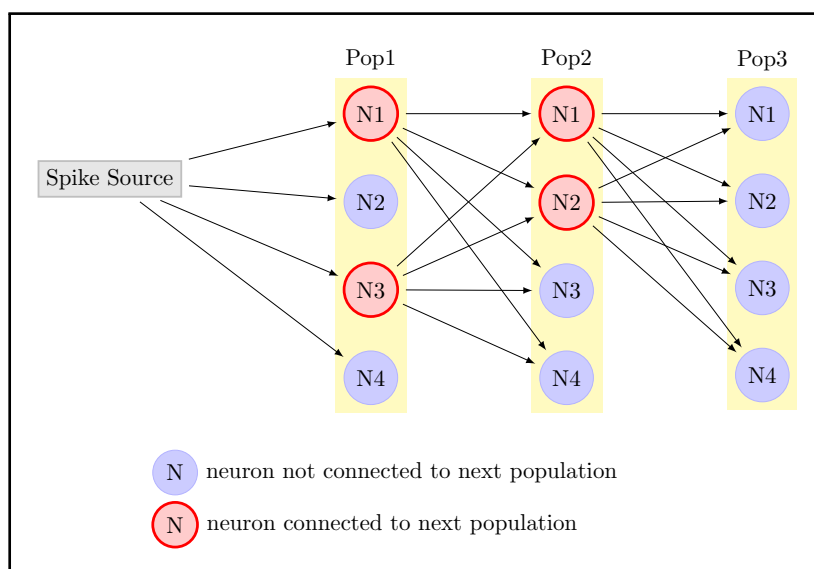 Pop1 Pop2 Pop3
N1 N1 N1
Spike Source
N2 N2 N2
N3 N3 N3
N4 N4 N4
N neuron not connected to next population
N neuron connected to next population